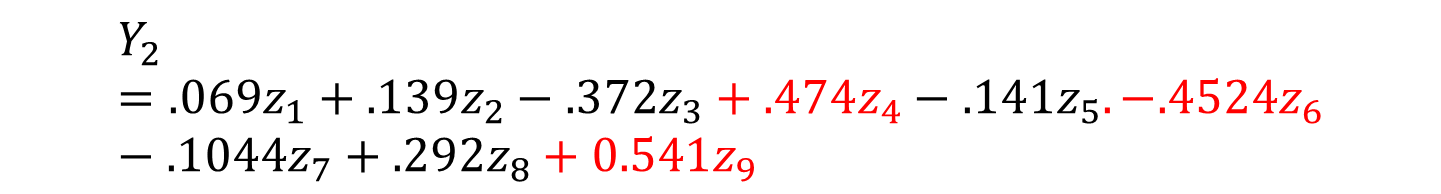 Y₂
= .069z₁ + .139z₂ − .372z₃ + .474z₄ − .141z₅. −.4524z₆
− .1044z₇ + .292z₈ + 0.541z₉